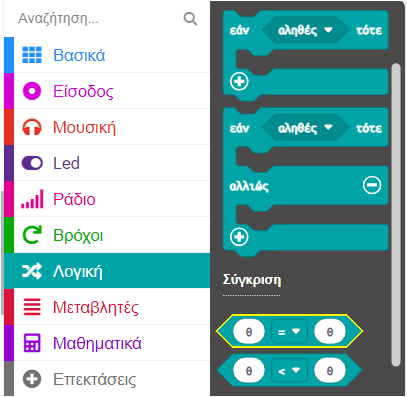 Αναζήτηση...
Βασικά
Είσοδος
Μουσική
Led
Ράδιο
Βρόχοι
Λογική
Μεταβλητές
Μαθηματικά
Επεκτάσεις
εάν αληθές τότε
εάν αληθές τότε
αλλιώς
Σύγκριση
0 = 0
0 < 0